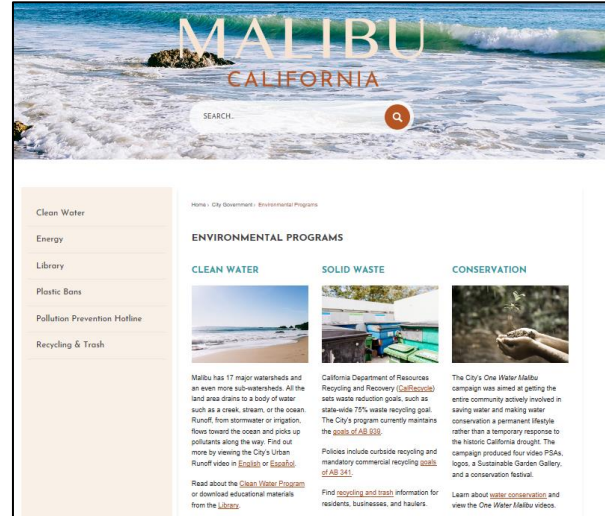 MALIBU
CALIFORNIA
SEARCH...
Clean Water
Energy
Library
Plastic Bans
Pollution Prevention Hotline
Recycling & Trash
Home › City Government › Environmental Programs
ENVIRONMENTAL PROGRAMS
CLEAN WATER
Malibu has 17 major watersheds and
an even more sub-watersheds. All the
land area drains to a body of water
such as a creek, stream, or the ocean.
Runoff, from stormwater or irrigation,
flows toward the ocean and picks up
pollutants along the way. Find out
more by viewing the City's Urban
Runoff video in English or Español.
Read about the Clean Water Program
or download educational materials
from the Library.
SOLID WASTE
California Department of Resources
Recycling and Recovery (CalRecycle)
sets waste reduction goals, such as
state-wide 75% waste recycling goal.
The City's program currently maintains
the goals of AB 939.
Policies include curbside recycling and
mandatory commercial recycling goals
of AB 341.
Find recycling and trash information for
residents, businesses, and haulers.
CONSERVATION
The City's One Water Malibu
campaign was aimed at getting the
entire community actively involved in
saving water and making water
conservation a permanent lifestyle
rather than a temporary response to
the historic California drought. The
campaign produced four video PSAs,
logos, a Sustainable Garden Gallery,
and a conservation festival.
Learn about water conservation and
view the One Water Malibu videos.